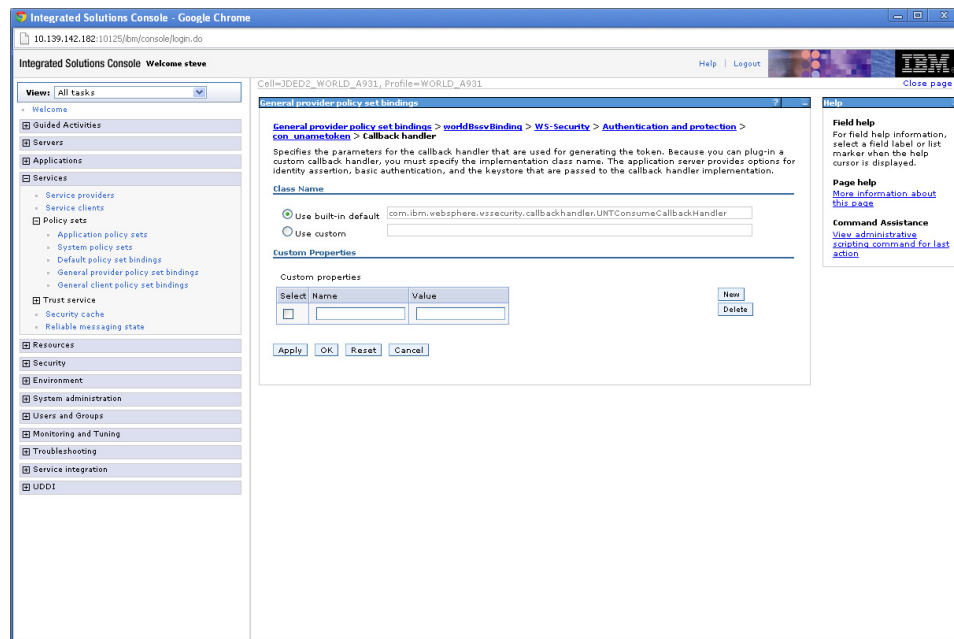 Integrated Solutions Console - Google Chrome
10.139.142.182:10125/ibm/console/login.do
Integrated Solutions Console Welcome steve
Help | Logout
IBM.
Cell=JDED2_WORLD_A931, Profile=WORLD_A931
Close page
View: All tasks
Welcome
Guided Activities
Servers
Applications
Services
Service providers
Service clients
Policy sets
Application policy sets
System policy sets
Default policy set bindings
General provider policy set bindings
General client policy set bindings
Trust service
Security cache
Reliable messaging state
Resources
Security
Environment
System administration
Users and Groups
Monitoring and Tuning
Troubleshooting
Service integration
UDDI
General provider policy set bindings ? -
General provider policy set bindings > worldBssvBinding > WS-Security > Authentication and protection >
con_unametoken > Callback handler
Specifies the parameters for the callback handler that are used for generating the token. Because you can plug-in a
custom callback handler, you must specify the implementation class name. The application server provides options for
identity assertion, basic authentication, and the keystore that are passed to the callback handler implementation.
Class Name
Use built-in default com.ibm.websphere.wssecurity.callbackhandler.UNTConsumeCallbackHandler
Use custom
Custom Properties
Custom properties
Select Name Value
New
Delete
Apply OK Reset Cancel
Help
Field help
For field help information,
select a field label or list
marker when the help
cursor is displayed.
Page help
More information about
this page
Command Assistance
View administrative
scripting command for last
action